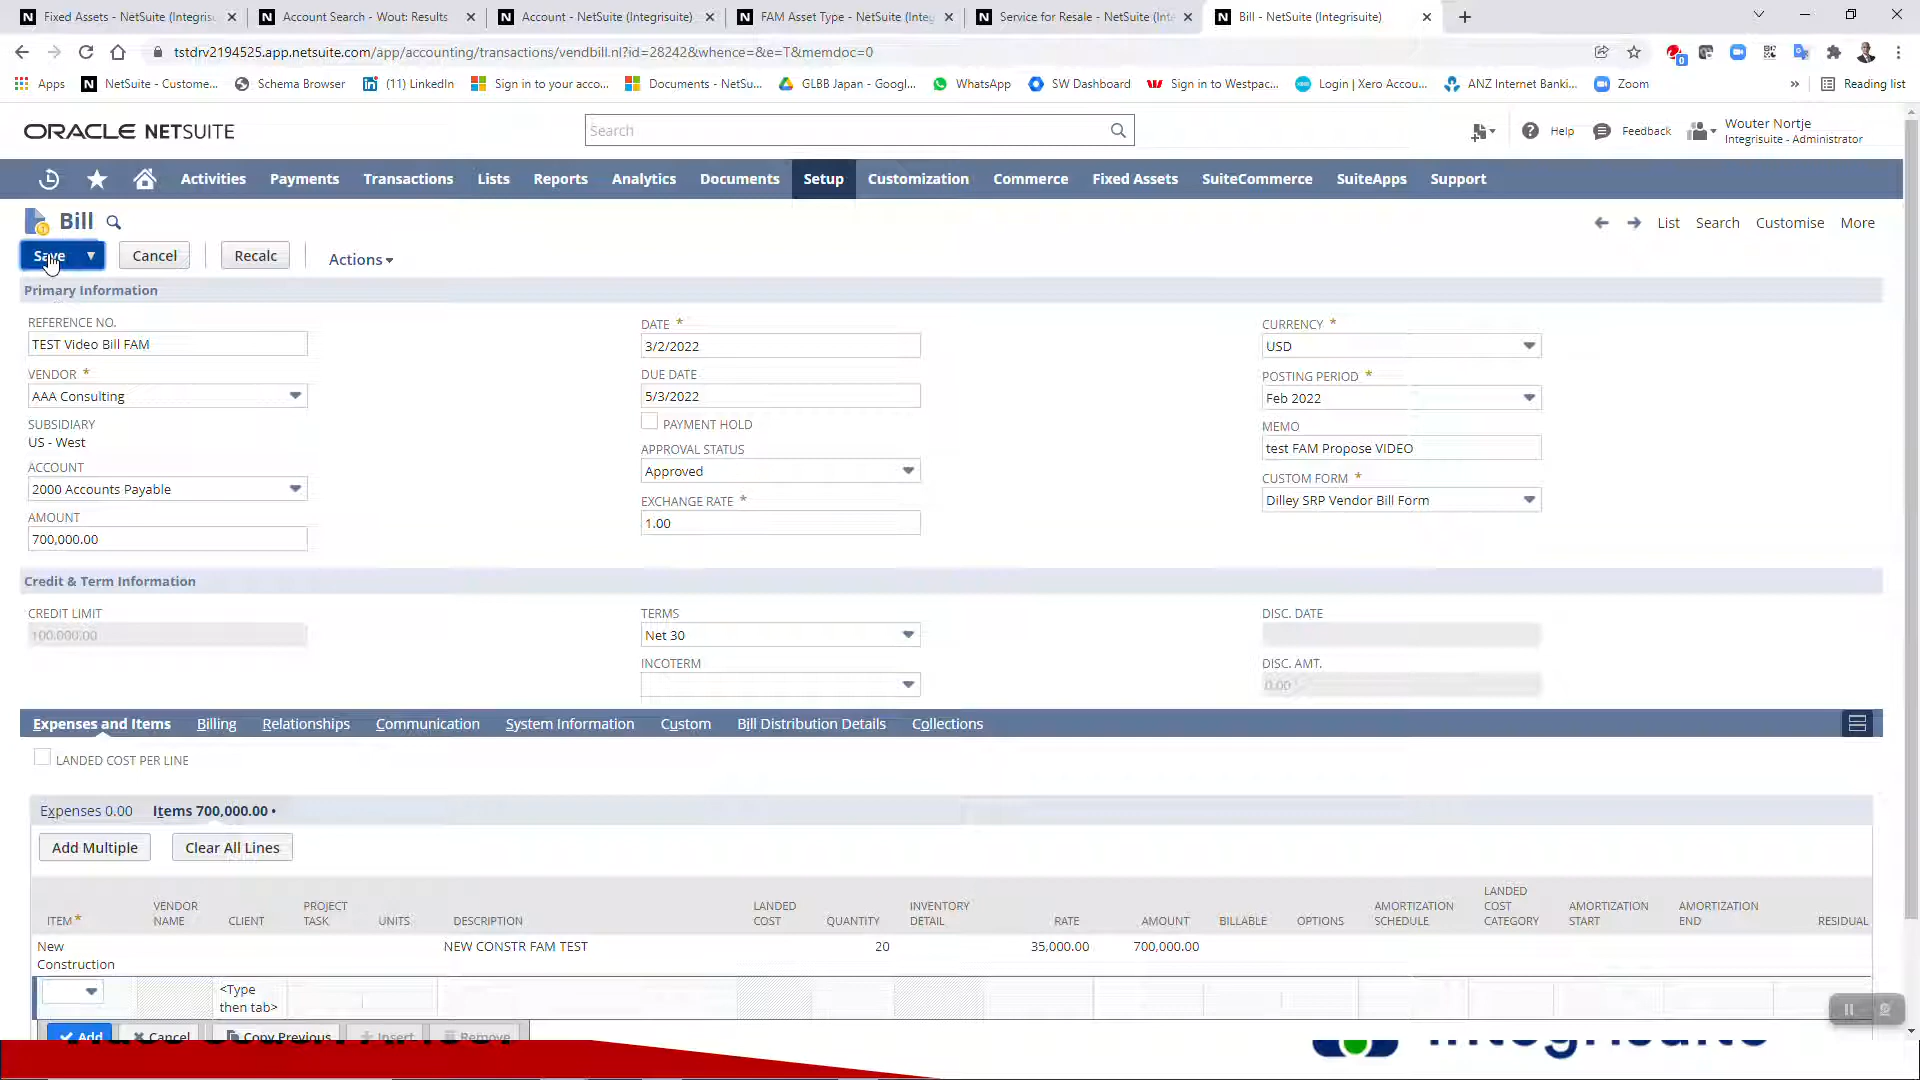 Fixed Assets - NetSuite (Integris
Account Search - Wout: Results
Account - NetSuite (Integrisuite)
FAM Asset Type - NetSuite (Inte
Service for Resale - NetSuite (Int
Bill - NetSuite (Integrisuite)
tstdrv2194525.app.netsuite.com/app/accounting/transactions/vendbill.nl?id=28242&whence=&e=T&memdoc=0
Apps
NetSuite - Custome...
Schema Browser
(11) LinkedIn
Sign in to your acco...
Documents - NetSu...
GLBB Japan - Googl...
WhatsApp
SW Dashboard
Sign in to Westpac...
Login | Xero Accou...
ANZ Internet Banki...
Zoom
»
Reading list
ORACLE NETSUITE
Search
Help
Feedback
Wouter Nortje
Integrisuite - Administrator
Activities Payments Transactions Lists Reports Analytics Documents Setup Customization Commerce Fixed Assets SuiteCommerce SuiteApps Support
Bill
List Search Customise More
Save Cancel Recalc Actions
Primary Information
REFERENCE NO.
TEST Video Bill FAM
VENDOR *
AAA Consulting
SUBSIDIARY
US - West
ACCOUNT
2000 Accounts Payable
AMOUNT
700,000.00
DATE *
3/2/2022
DUE DATE
5/3/2022
PAYMENT HOLD
APPROVAL STATUS
Approved
EXCHANGE RATE *
1.00
CURRENCY *
USD
POSTING PERIOD *
Feb 2022
MEMO
test FAM Propose VIDEO
CUSTOM FORM *
Dilley SRP Vendor Bill Form
Credit & Term Information
CREDIT LIMIT
100,000.00
TERMS
Net 30
INCOTERM
DISC. DATE
DISC. AMT.
0.00
Expenses and Items Billing Relationships Communication System Information Custom Bill Distribution Details Collections
LANDED COST PER LINE
Expenses 0.00 Items 700,000.00 •
Add Multiple Clear All Lines
ITEM * VENDOR NAME CLIENT PROJECT TASK UNITS DESCRIPTION LANDED COST QUANTITY INVENTORY DETAIL RATE AMOUNT BILLABLE OPTIONS AMORTIZATION SCHEDULE LANDED COST CATEGORY AMORTIZATION START AMORTIZATION END RESIDUAL
New Construction NEW CONSTR FAM TEST 20 35,000.00 700,000.00
<Type then tab>
Add Cancel Copy Previous Insert Remove
Integrisuite